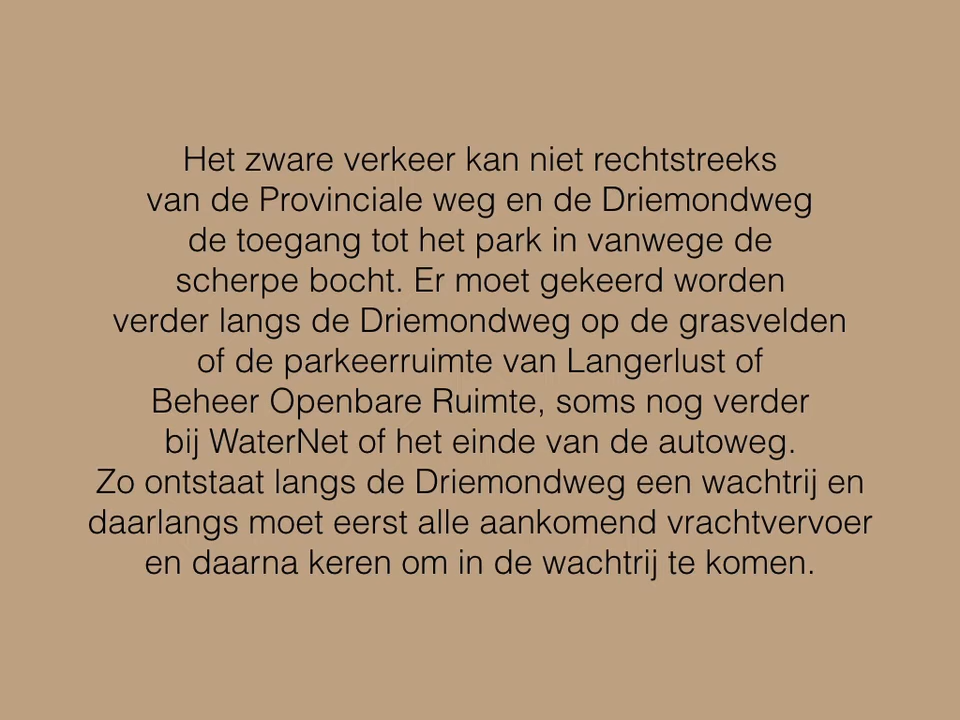 Het zware verkeer kan niet rechtstreeks
van de Provinciale weg en de Driemondweg
de toegang tot het park in vanwege de
scherpe bocht. Er moet gekeerd worden
verder langs de Driemondweg op de grasvelden
of de parkeerruimte van Langerlust of
Beheer Openbare Ruimte, soms nog verder
bij WaterNet of het einde van de autoweg.
Zo ontstaat langs de Driemondweg een wachtrij en
daarlangs moet eerst alle aankomend vrachtvervoer
en daarna keren om in de wachtrij te komen.